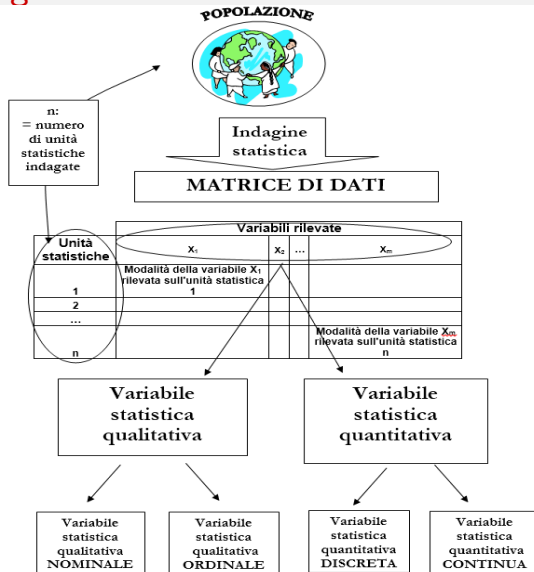 POPOLAZIONE
n:
= numero
di unità
statistiche
indagate
Indagine
statistica
MATRICE DI DATI
Unità
statistiche
Variabili rilevate
X₁
X₂
...
Xm
Modalità della variabile X₁
rilevata sull'unità statistica
1
1
2
...
Modalità della variabile Xm
rilevata sull'unità statistica
n
n
Variabile
statistica
qualitativa
Variabile
statistica
quantitativa
Variabile
statistica
qualitativa
NOMINALE
Variabile
statistica
qualitativa
ORDINALE
Variabile
statistica
quantitativa
DISCRETA
Variabile
statistica
quantitativa
CONTINUA